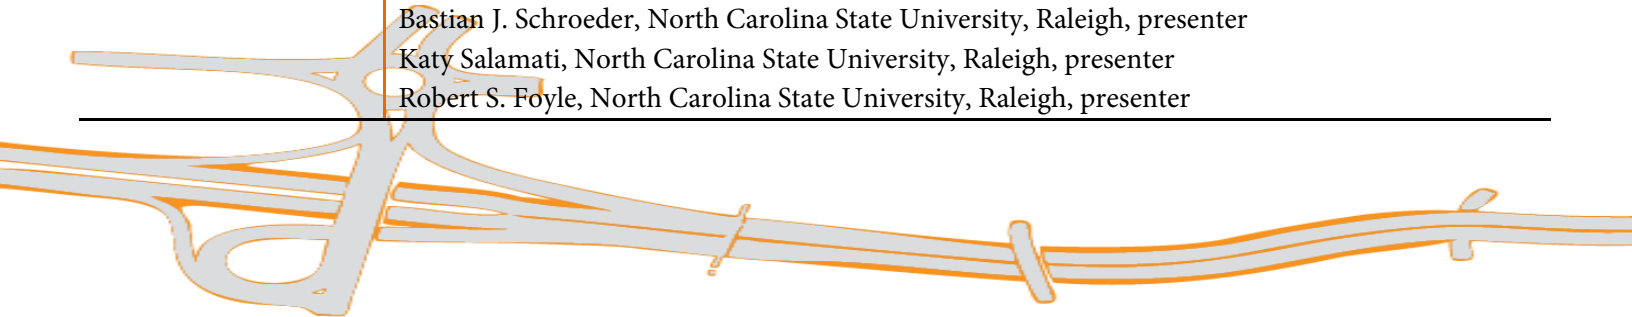 Bastian J. Schroeder, North Carolina State University, Raleigh, presenter
Katy Salamati, North Carolina State University, Raleigh, presenter
Robert S. Foyle, North Carolina State University, Raleigh, presenter